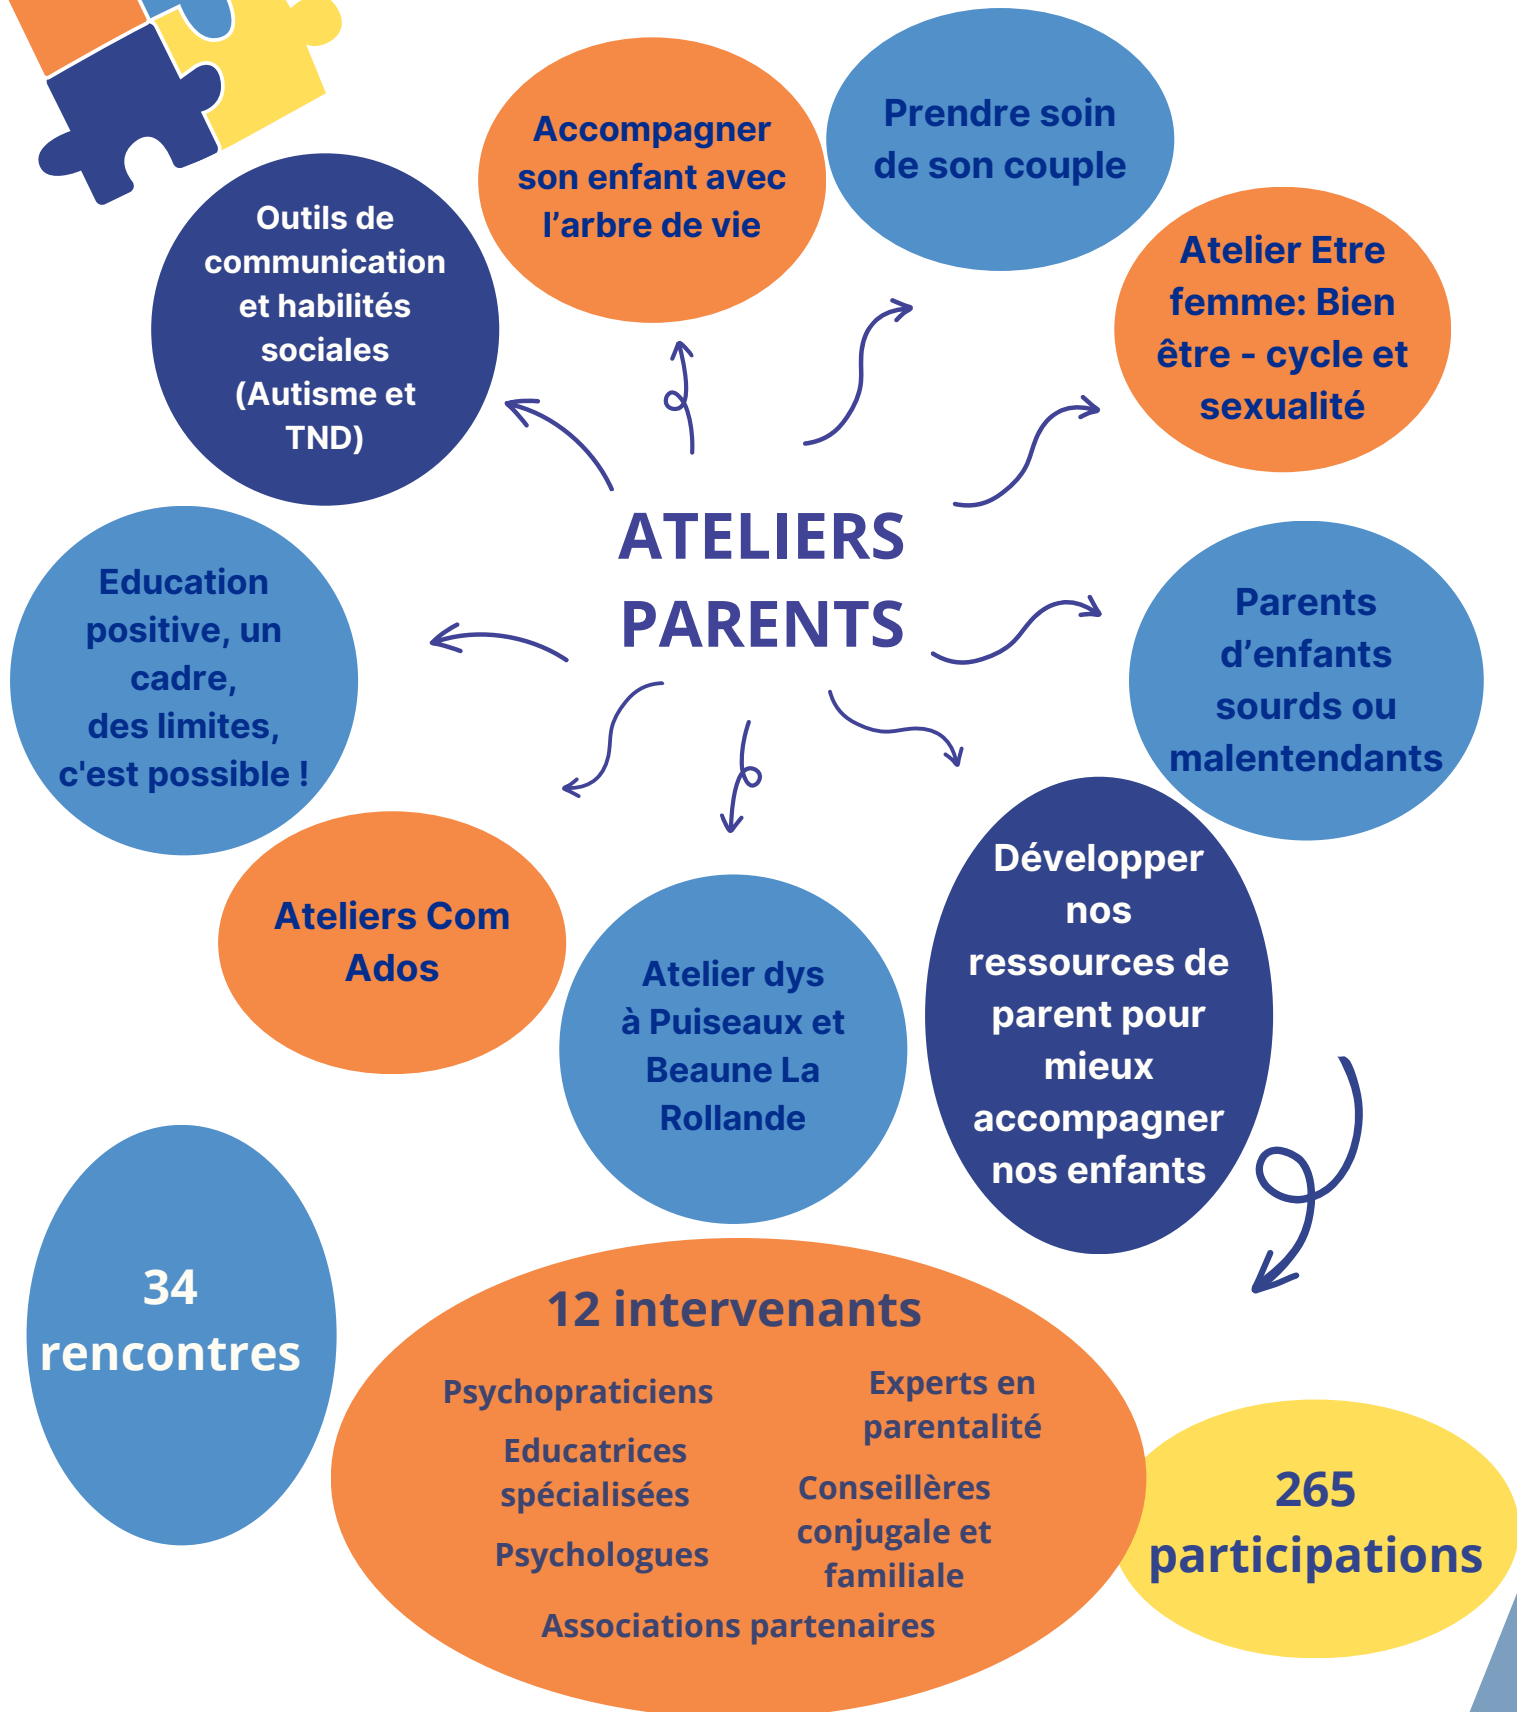 Accompagner
son enfant avec
l’arbre de vie
Prendre soin
de son couple
Outils de
communication
et habilités
sociales
(Autisme et
TND)
Atelier Etre
femme: Bien
être - cycle et
sexualité
ATELIERS
PARENTS
Education
positive, un
cadre,
des limites,
c'est possible !
Parents
d’enfants
sourds ou
malentendants
Ateliers Com
Ados
Atelier dys
à Puiseaux et
Beaune La
Rollande
Développer
nos
ressources de
parent pour
mieux
accompagner
nos enfants
34
rencontres
12 intervenants
Psychopraticiens
Educatrices
spécialisées
Psychologues
Experts en
parentalité
Conseillères
conjugale et
familiale
Associations partenaires
265
participations